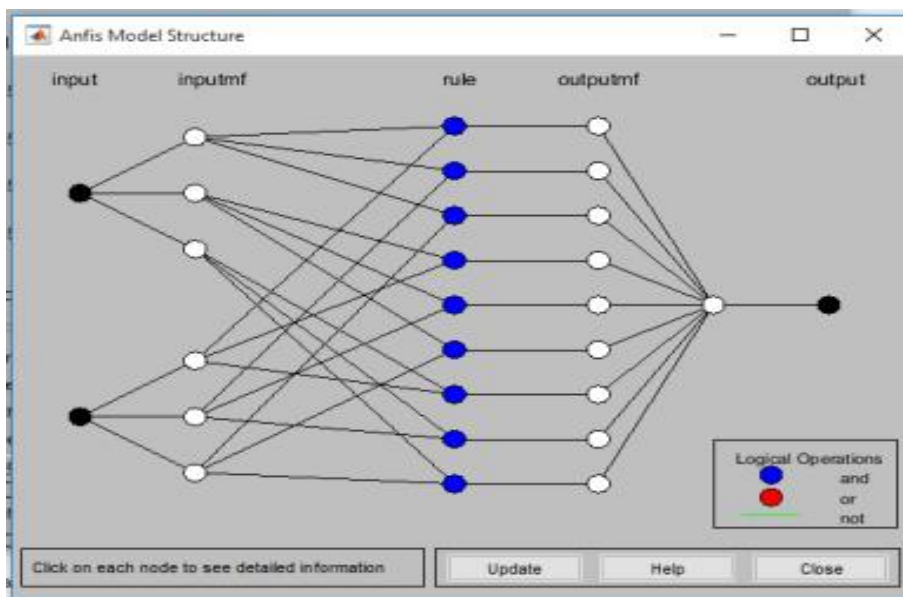 Anfis Model Structure
input inputmf rule outputmf output
Logical Operations
and
or
not
Click on each node to see detailed information
Update Help Close